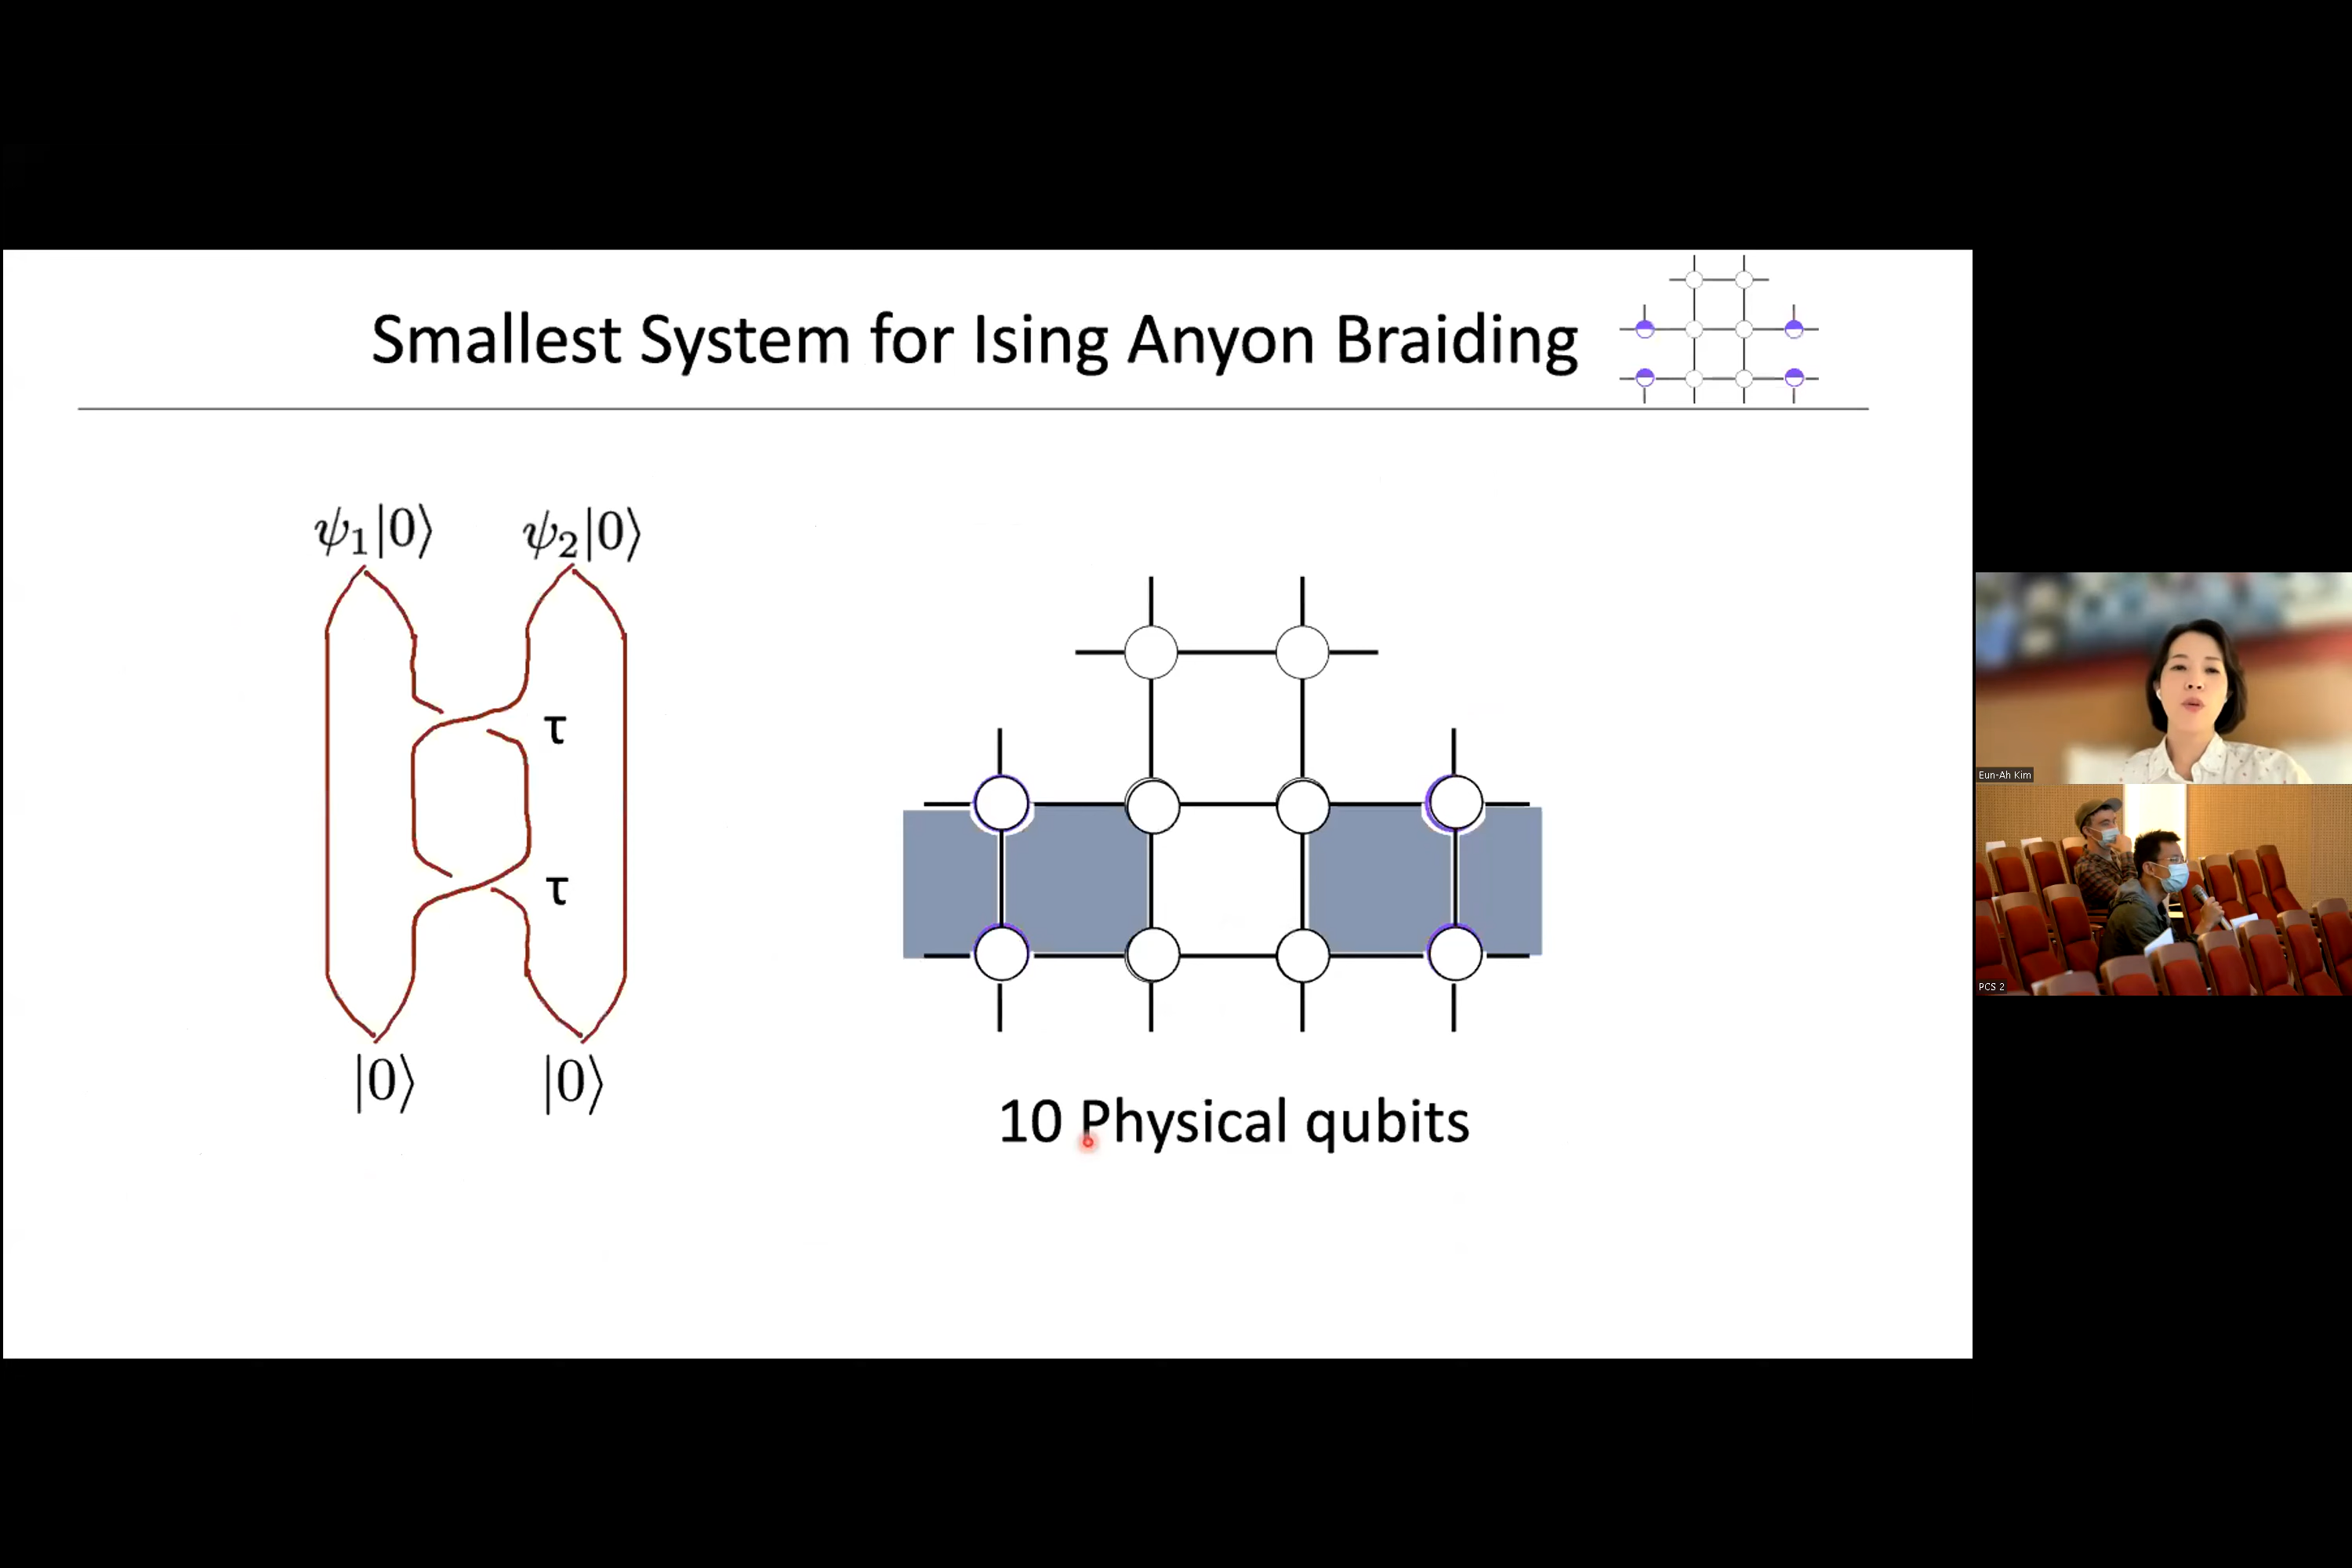 Smallest System for Ising Anyon Braiding
ψ₁|0⟩ ψ₂|0⟩
τ
τ
|0⟩ |0⟩
10 Physical qubits
Eun-Ah Kim
PCS 2